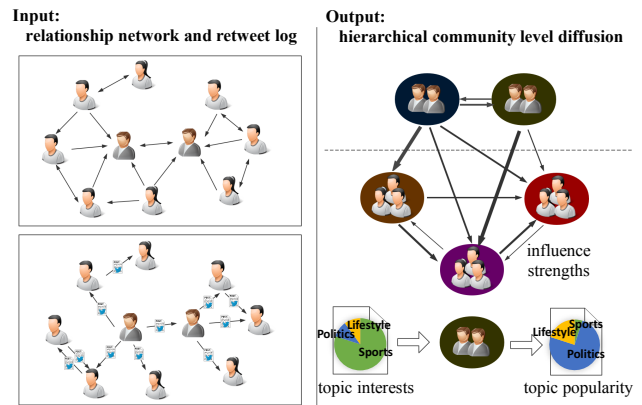 Input:
relationship network and retweet log
Output:
hierarchical community level diffusion
influence
strengths
Lifestyle
Politics
Sports
topic interests
Sports
Lifestyle
Politics
topic popularity